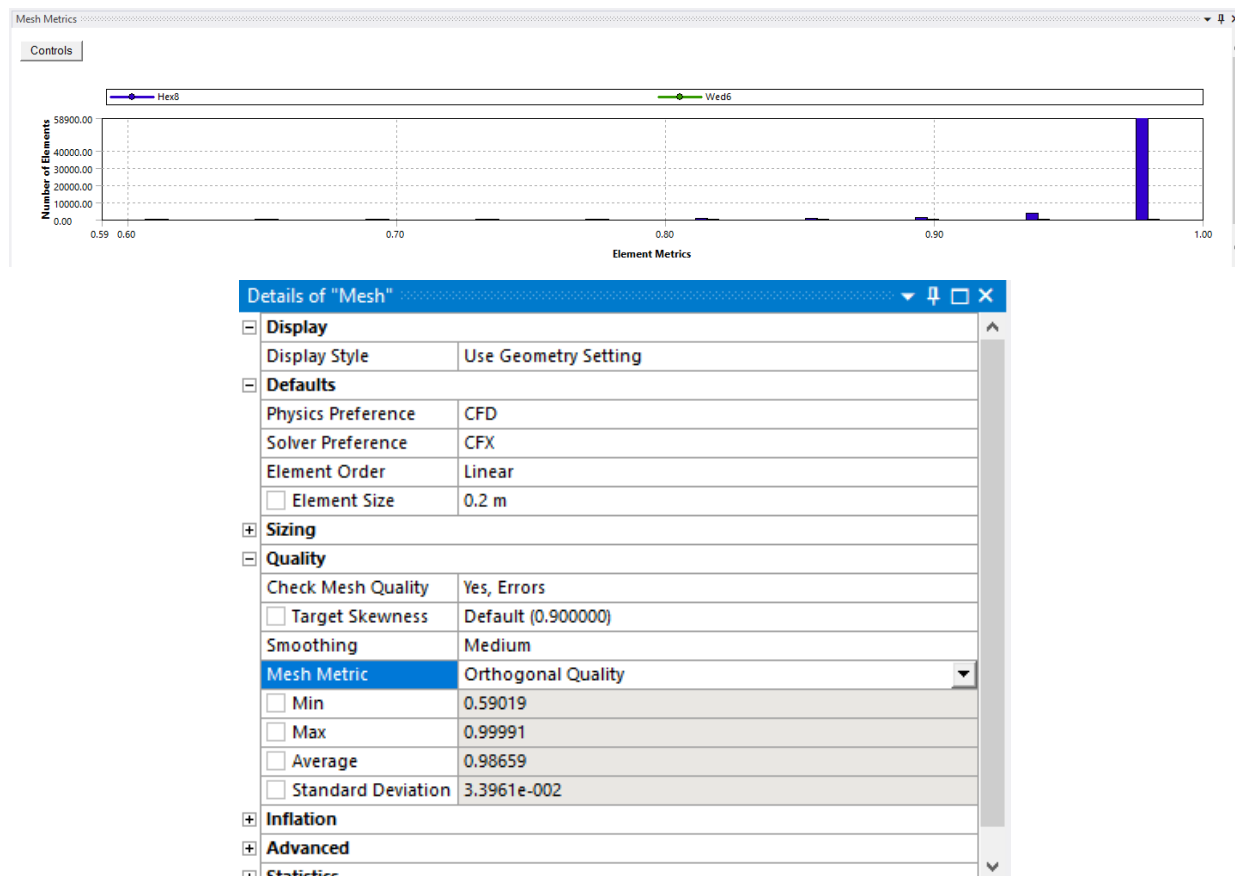 Mesh Metrics
Controls
Hex8 Wed6
Number of Elements
58900.00
40000.00
30000.00
20000.00
10000.00
0.00
0.59 0.60 0.70 0.80 0.90 1.00
Element Metrics
Details of "Mesh"
Display
Display Style Use Geometry Setting
Defaults
Physics Preference CFD
Solver Preference CFX
Element Order Linear
Element Size 0.2 m
Sizing
Quality
Check Mesh Quality Yes, Errors
Target Skewness Default (0.900000)
Smoothing Medium
Mesh Metric Orthogonal Quality
Min 0.59019
Max 0.99991
Average 0.98659
Standard Deviation 3.3961e-002
Inflation
Advanced
Statistics